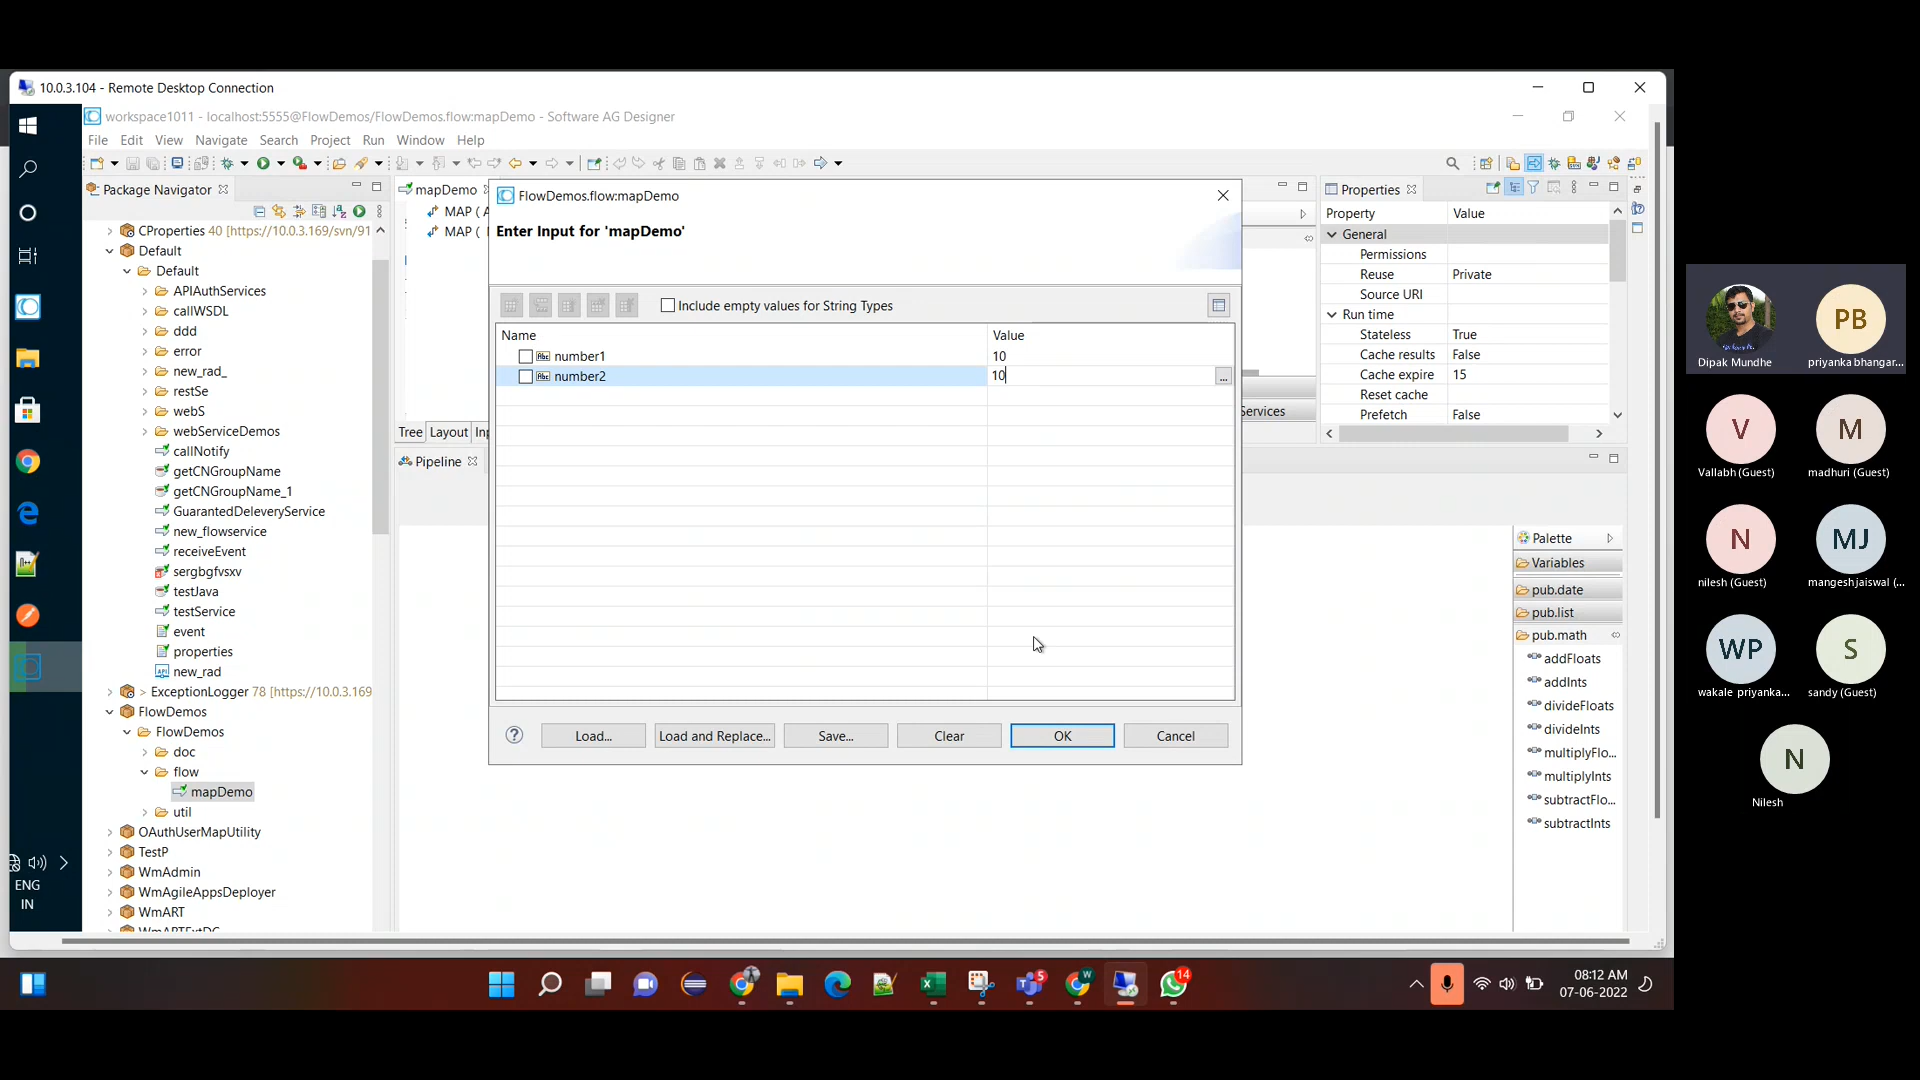 10.0.3.104 - Remote Desktop Connection
workspace1011 - localhost:5555@FlowDemos/FlowDemos.flow:mapDemo - Software AG Designer
File Edit View Navigate Search Project Run Window Help
Package Navigator
CProperties 40 [https://10.0.3.169/svn/91
Default
Default
APIAuthServices
callWSDL
ddd
error
new_rad_
restSe
webS
webServiceDemos
callNotify
getCNGroupName
getCNGroupName_1
GuarantedDeleveryService
new_flowservice
receiveEvent
sergbgfvsxv
testJava
testService
event
properties
new_rad
> ExceptionLogger 78 [https://10.0.3.169
FlowDemos
FlowDemos
doc
flow
mapDemo
util
OAuthUserMapUtility
TestP
WmAdmin
WmAgileAppsDeployer
WmART
WmARTExtDC
ENG
IN
mapDemo
MAP ( A
MAP (
Tree Layout Inp
Pipeline
FlowDemos.flow:mapDemo
Enter Input for 'mapDemo'
Include empty values for String Types
Name Value
number1 10
number2 10
...
Load... Load and Replace... Save... Clear OK Cancel
Services
Properties
Property Value
General
Permissions
Reuse Private
Source URI
Run time
Stateless True
Cache results False
Cache expire 15
Reset cache
Prefetch False
Palette
Variables
pub.date
pub.list
pub.math
addFloats
addInts
divideFloats
divideInts
multiplyFlo...
multiplyInts
subtractFlo...
subtractInts
08:12 AM
07-06-2022
5
W
14
Dipak Mundhe
PB
priyanka bhangar...
V
Vallabh (Guest)
M
madhuri (Guest)
N
nilesh (Guest)
MJ
mangesh jaiswal (...
WP
wakale priyanka...
S
sandy (Guest)
N
Nilesh